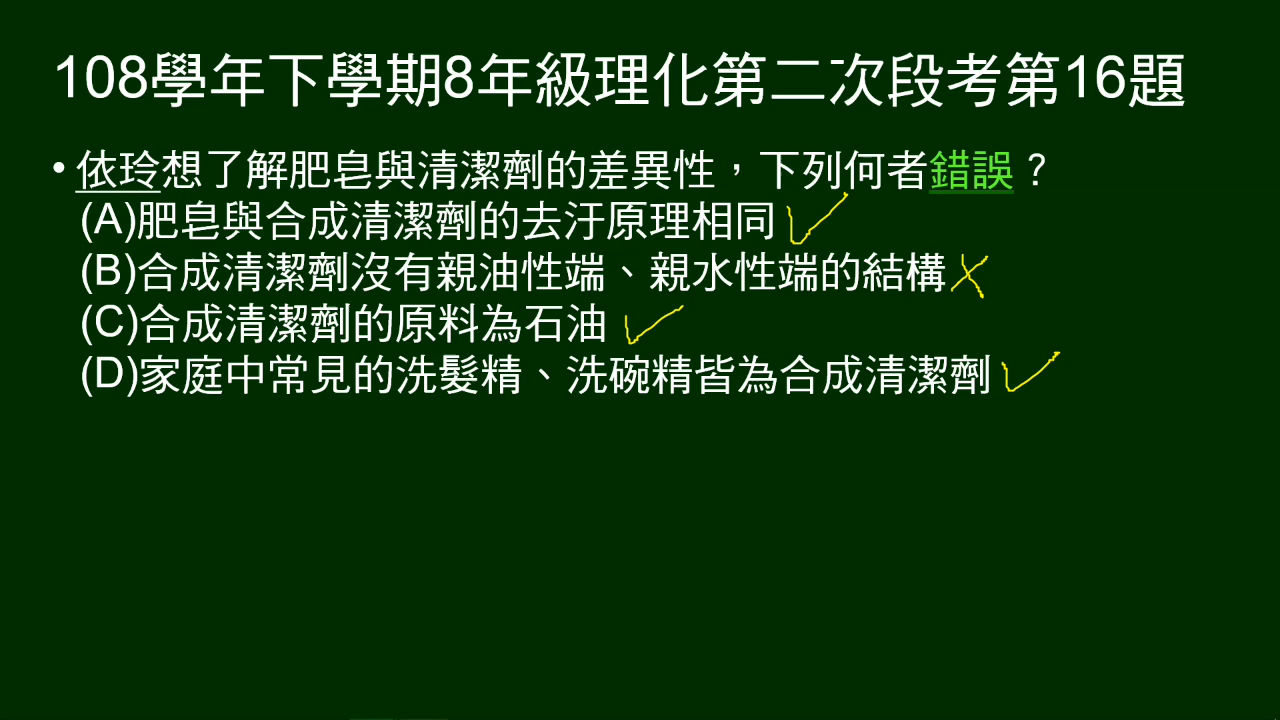 108學年下學期8年級理化第二次段考第16題
• 依玲想了解肥皂與清潔劑的差異性，下列何者錯誤？
(A)肥皂與合成清潔劑的去汙原理相同
(B)合成清潔劑沒有親油性端、親水性端的結構
(C)合成清潔劑的原料為石油
(D)家庭中常見的洗髮精、洗碗精皆為合成清潔劑